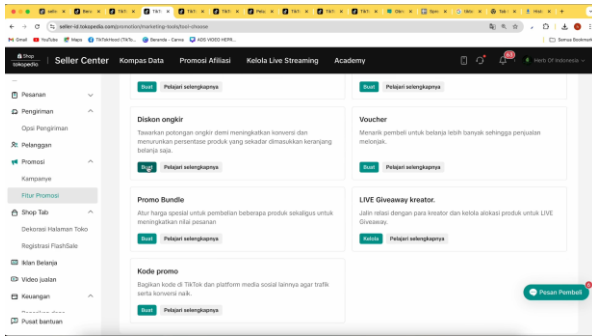 seller-id.tokopedia.com/promotion/marketing-tools/tool-choose
Gmail YouTube Maps Beranda - Canva
Semua Bookmark
Shop
tokopedia
Seller Center
Kompas Data
Promosi Afiliasi
Kelola Live Streaming
Academy
Herb Of Indonesia
Pesanan
Pengiriman
Opsi Pengiriman
Pelanggan
Promosi
Kampanye
Fitur Promosi
Shop Tab
Dekorasi Halaman Toko
Registrasi FlashSale
Iklan Belanja
Video jualan
Keuangan
Pusat bantuan
Buat Pelajari selengkapnya
Buat Pelajari selengkapnya
Diskon ongkir
Tawarkan potongan ongkir demi meningkatkan konversi dan
menurunkan persentase produk yang sekadar dimasukkan keranjang
belanja saja.
Buat Pelajari selengkapnya
Voucher
Menarik pembeli untuk belanja lebih banyak sehingga penjualan
melonjak.
Buat Pelajari selengkapnya
Promo Bundle
Atur harga spesial untuk pembelian beberapa produk sekaligus untuk
meningkatkan nilai pesanan
Buat Pelajari selengkapnya
LIVE Giveaway kreator.
Jalin relasi dengan para kreator dan kelola alokasi produk untuk LIVE
Giveaway.
Kelola Pelajari selengkapnya
Kode promo
Bagikan kode di TikTok dan platform media sosial lainnya agar trafik
serta konversi naik.
Buat Pelajari selengkapnya
Pesan Pembeli